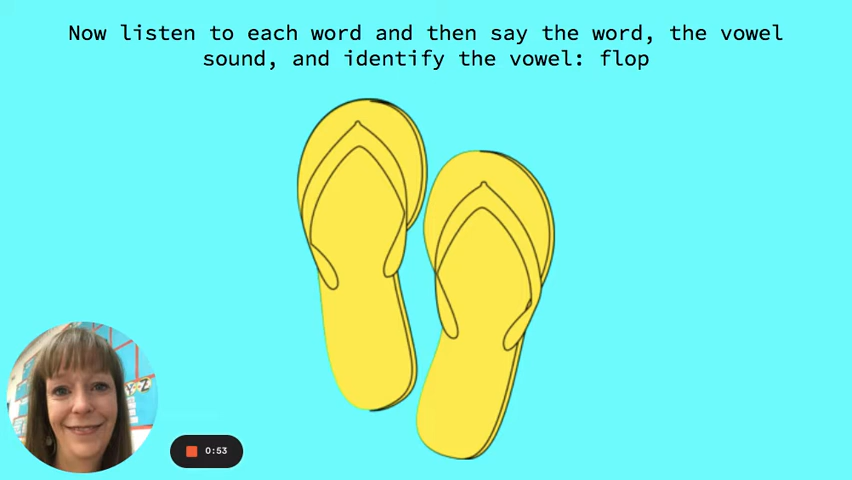 Now listen to each word and then say the word, the vowel
sound, and identify the vowel: flop
0:53